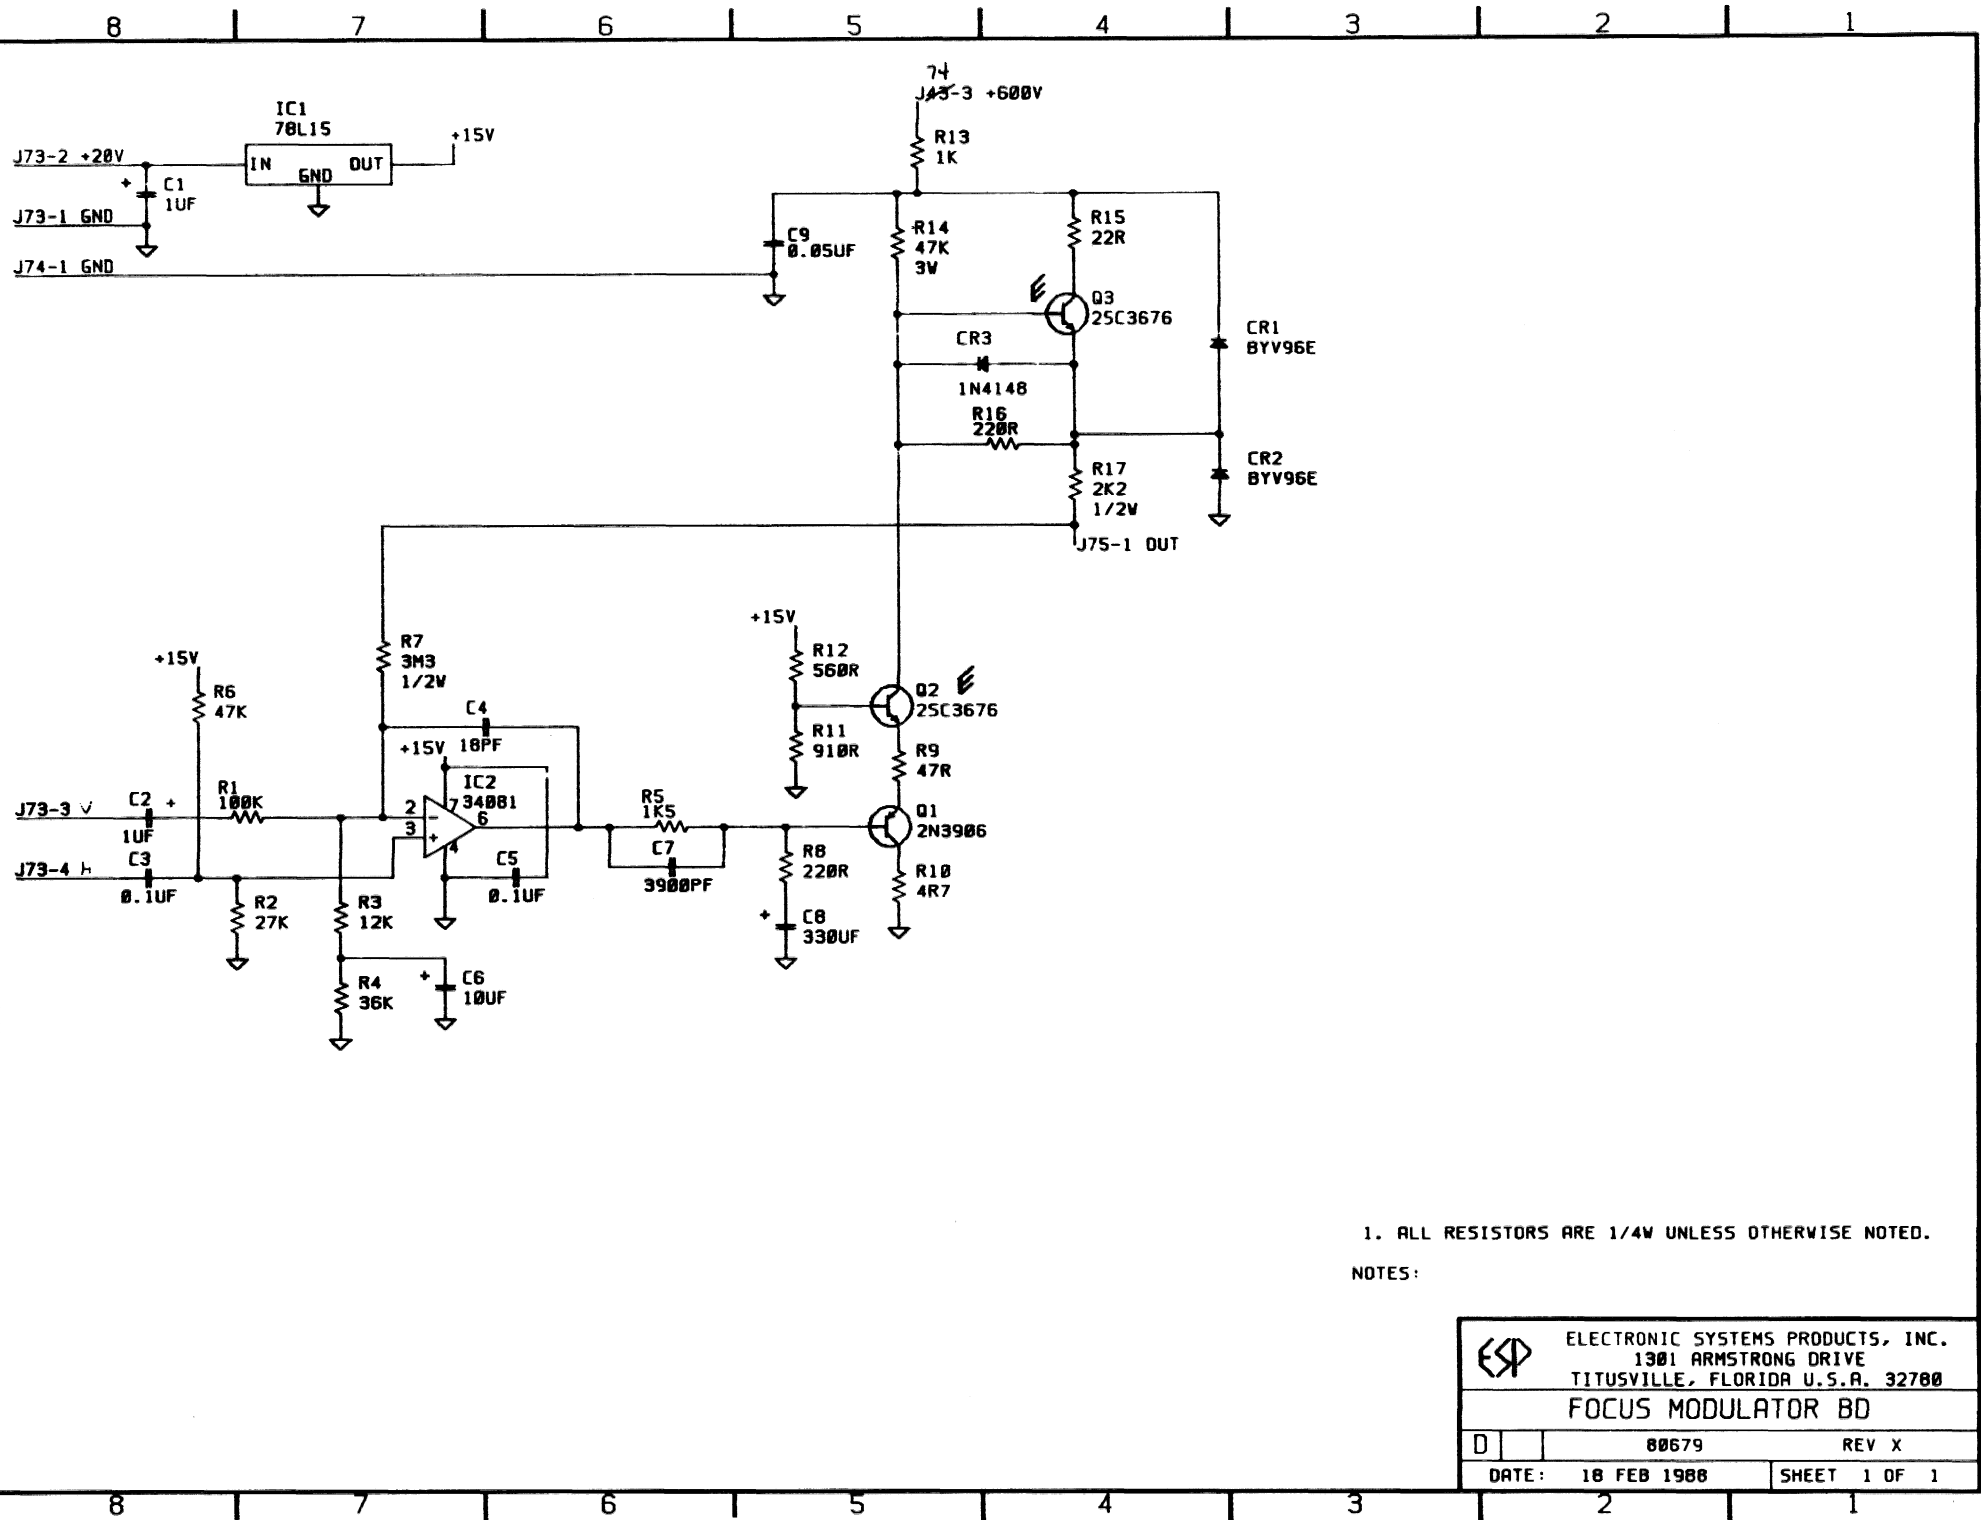 8 7 6 5 4 3 2 1
74
J43-3 +600V
IC1
78L15
+15V
J73-2 +20V
IN OUT
GND
+ C1
1UF
J73-1 GND
J74-1 GND
R13
1K
C9
0.05UF
R14
47K
3W
R15
22R
E
Q3
2SC3676
CR3
1N4148
CR1
BYV96E
R16
220R
CR2
BYV96E
R17
2K2
1/2W
J75-1 OUT
+15V
R12
560R
R7
3M3
1/2W
+15V
R6
47K
Q2 E
2SC3676
C4
18PF
R11
910R
+15V
R9
47R
IC2
34081
R1
100K
J73-3 V
C2 +
1UF
2 - 7 6
3 + 4
R5
1K5
Q1
2N3906
J73-4 H
C3
0.1UF
C5
0.1UF
C7
3900PF
R8
220R
R10
4R7
R2
27K
R3
12K
+ C8
330UF
R4
36K
+ C6
10UF
1. ALL RESISTORS ARE 1/4W UNLESS OTHERWISE NOTED.
NOTES:
ESP
ELECTRONIC SYSTEMS PRODUCTS, INC.
1301 ARMSTRONG DRIVE
TITUSVILLE, FLORIDA U.S.A. 32780
FOCUS MODULATOR BD
D 80679 REV X
DATE: 18 FEB 1988 SHEET 1 OF 1
8 7 6 5 4 3 2 1